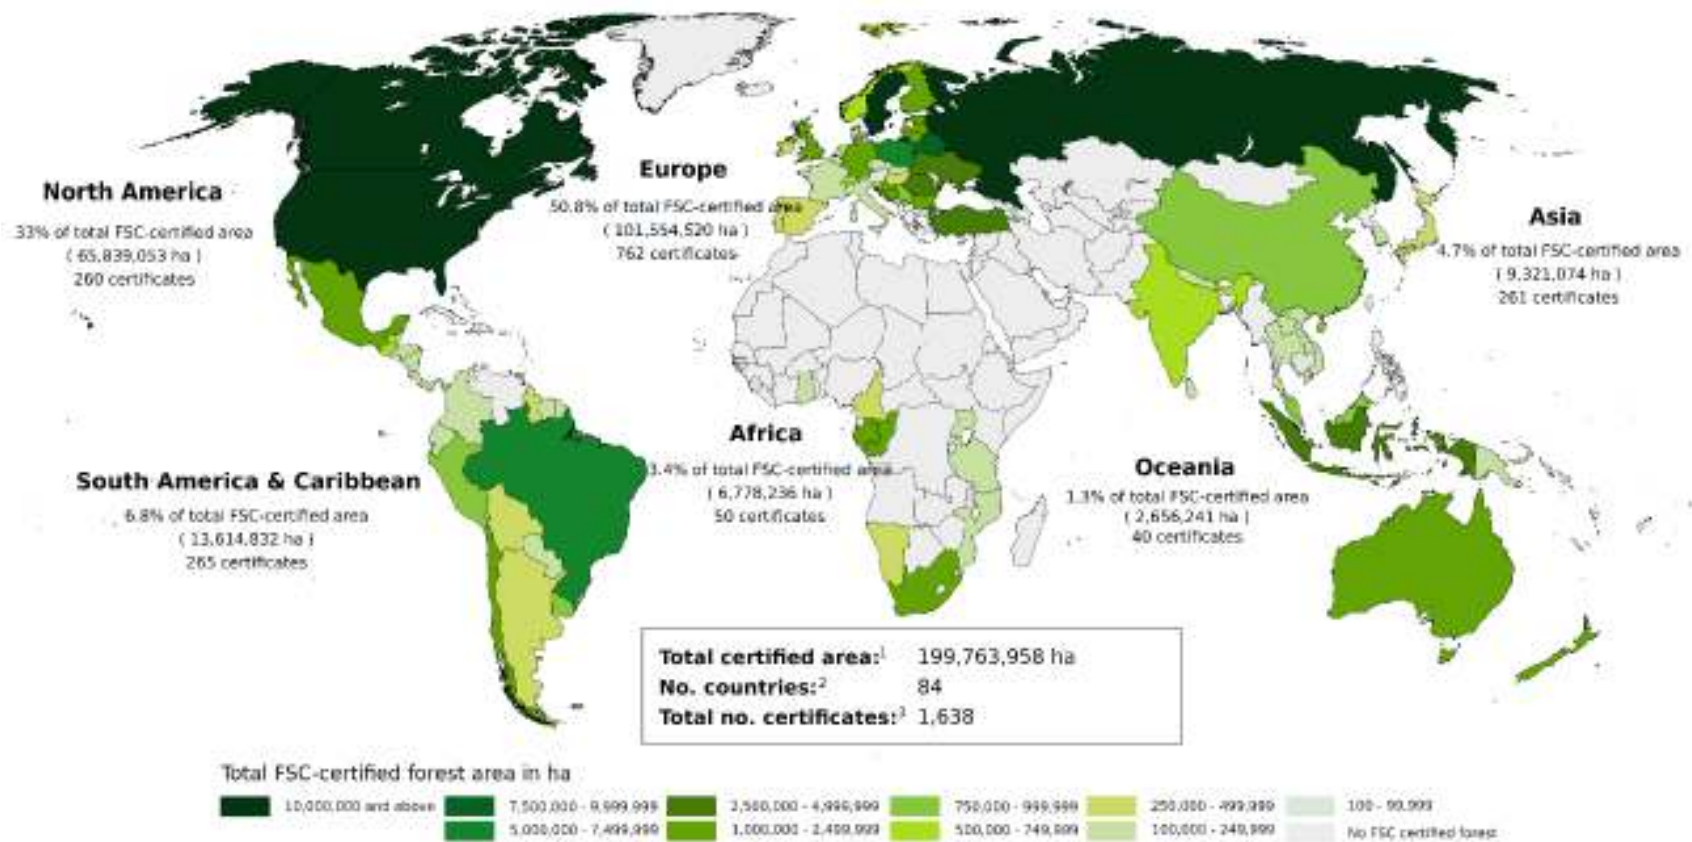 North America
33% of total FSC-certified area
( 65,839,053 ha )
260 certificates
Europe
50.8% of total FSC-certified area
( 101,554,520 ha )
762 certificates
Asia
4.7% of total FSC-certified area
( 9,321,074 ha )
261 certificates
South America & Caribbean
6.8% of total FSC-certified area
( 13,614,832 ha )
265 certificates
Africa
3.4% of total FSC-certified area
( 6,778,236 ha )
50 certificates
Oceania
1.3% of total FSC-certified area
( 2,656,241 ha )
40 certificates
Total certified area:¹ 199,763,958 ha
No. countries:² 84
Total no. certificates:³ 1,638
Total FSC-certified forest area in ha
10,000,000 and above 7,500,000 - 9,999,999 2,500,000 - 4,999,999 750,000 - 999,999 250,000 - 499,999 100 - 99,999
5,000,000 - 7,499,999 1,000,000 - 2,499,999 500,000 - 749,999 100,000 - 249,999 No FSC certified forest